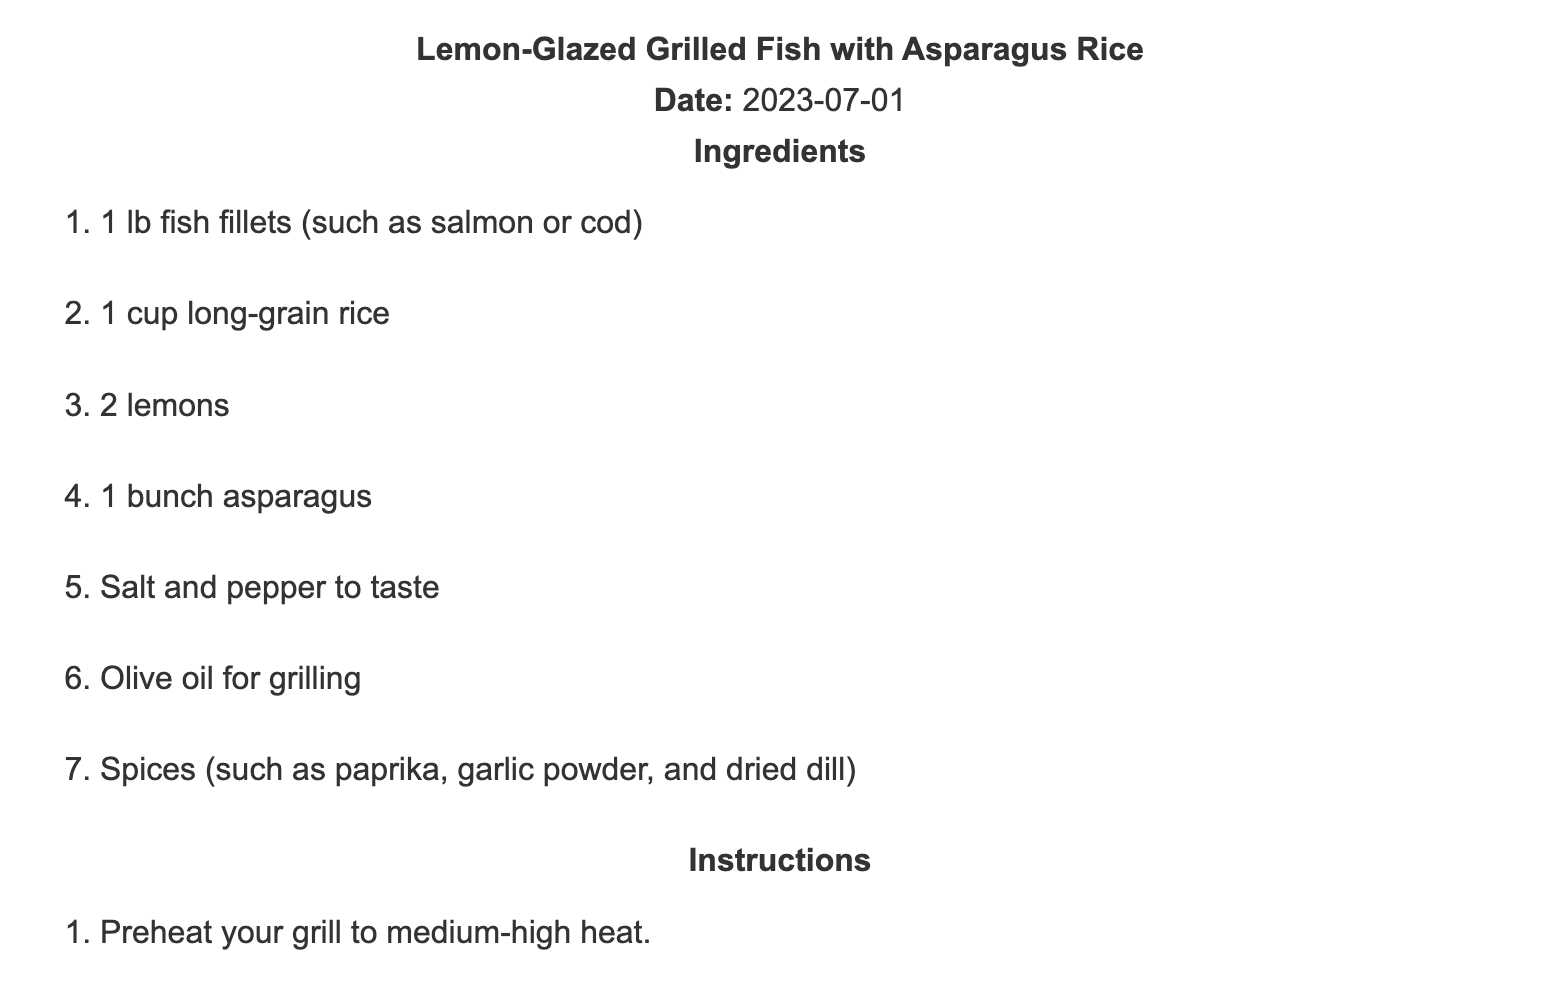 Lemon-Glazed Grilled Fish with Asparagus Rice
Date: 2023-07-01
Ingredients
1. 1 lb fish fillets (such as salmon or cod)
2. 1 cup long-grain rice
3. 2 lemons
4. 1 bunch asparagus
5. Salt and pepper to taste
6. Olive oil for grilling
7. Spices (such as paprika, garlic powder, and dried dill)
Instructions
1. Preheat your grill to medium-high heat.